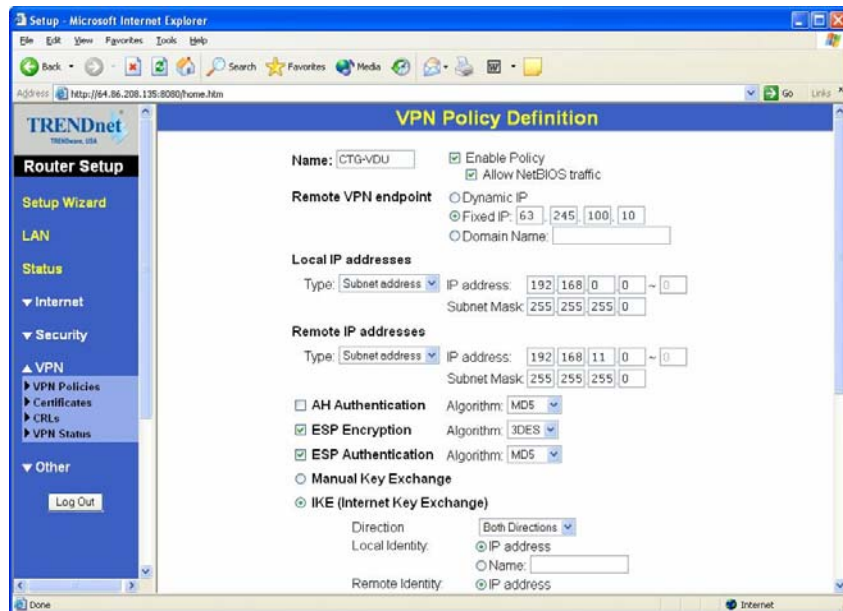 Setup - Microsoft Internet Explorer
File Edit View Favorites Tools Help
Back Search Favorites Media
Address http://64.86.208.135:8080/home.htm Go Links
TRENDnet
TRENDware, USA
Router Setup
Setup Wizard
LAN
Status
Internet
Security
VPN
VPN Policies
Certificates
CRLs
VPN Status
Other
Log Out
VPN Policy Definition
Name: CTG-VDU Enable Policy
Allow NetBIOS traffic
Remote VPN endpoint Dynamic IP
Fixed IP: 63 . 245 . 100 . 10
Domain Name:
Local IP addresses
Type: Subnet address IP address: 192 168 0 0 ~ 0
Subnet Mask: 255 255 255 0
Remote IP addresses
Type: Subnet address IP address: 192 168 11 0 ~ 0
Subnet Mask: 255 255 255 0
AH Authentication Algorithm: MD5
ESP Encryption Algorithm: 3DES
ESP Authentication Algorithm: MD5
Manual Key Exchange
IKE (Internet Key Exchange)
Direction Both Directions
Local Identity: IP address
Name:
Remote Identity: IP address
Done Internet